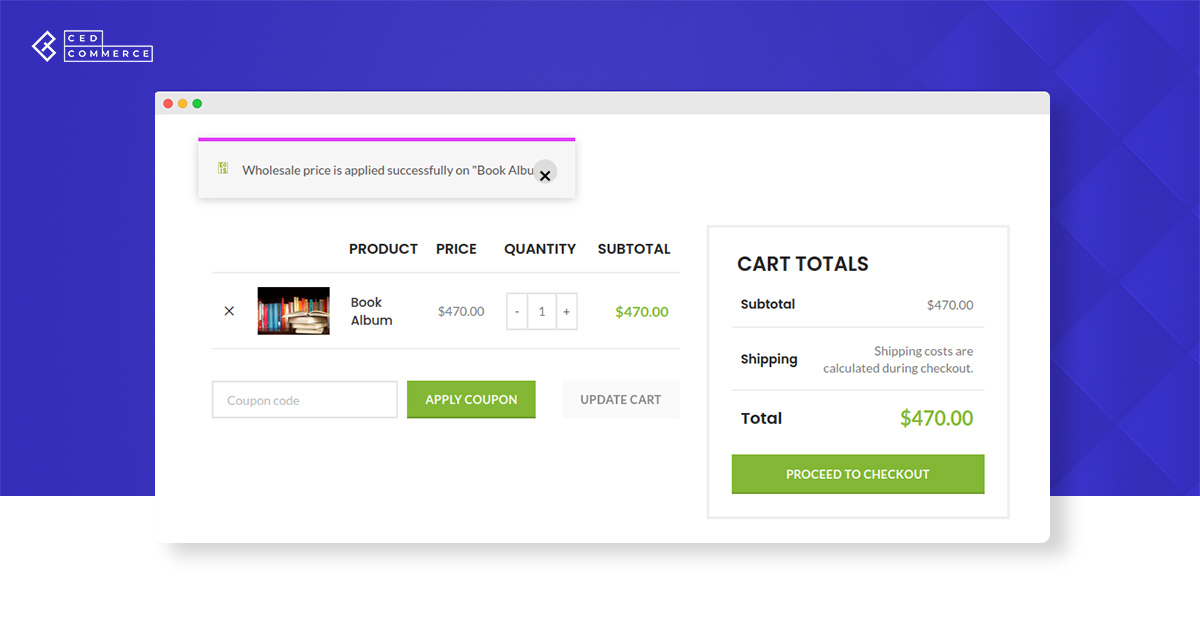 CED
COMMERCE
Wholesale price is applied successfully on "Book Albu
PRODUCT PRICE QUANTITY SUBTOTAL
Book
Album
$470.00
- 1 +
$470.00
Coupon code
APPLY COUPON
UPDATE CART
CART TOTALS
Subtotal $470.00
Shipping
Shipping costs are
calculated during checkout.
Total $470.00
PROCEED TO CHECKOUT